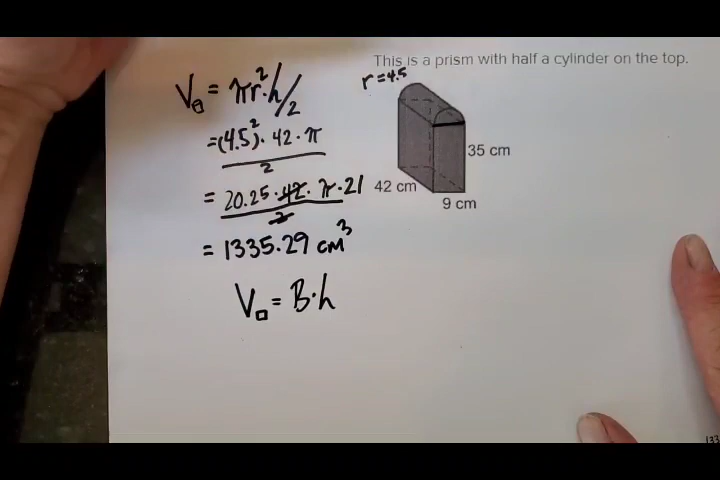 This is a prism with half a cylinder on the top.
r = 4.5
35 cm
42 cm
9 cm
V = πr²·h/2
= (4.5)²·42·π
2
= 20.25·42·π·21
2
= 1335.29 cm³
V□ = B·h
133